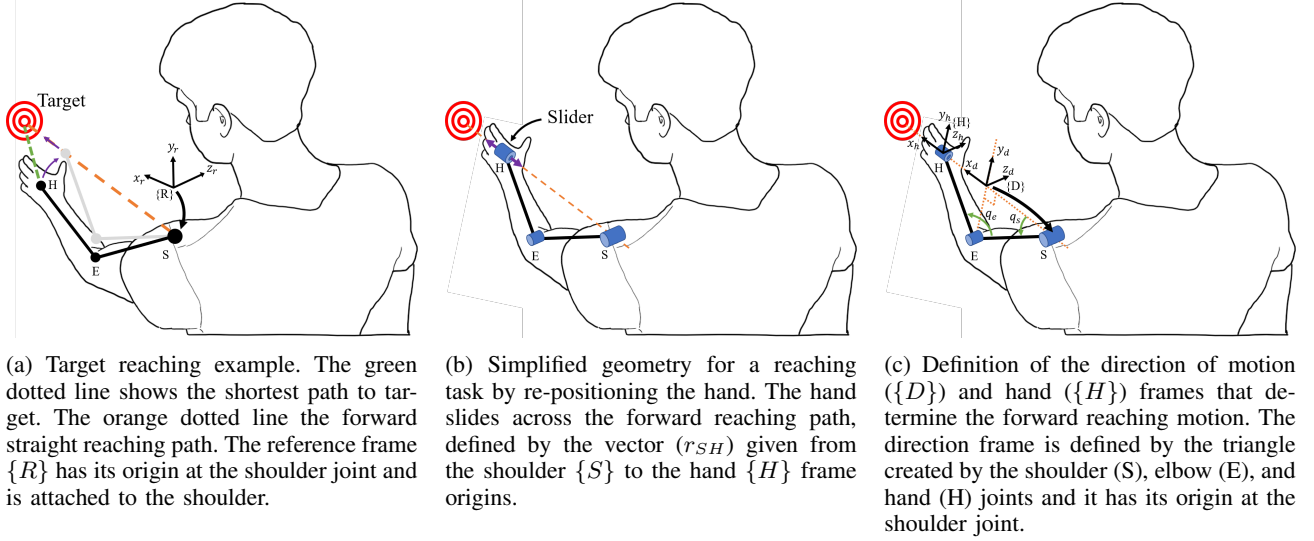 Target
H
E
S
y_r
x_r
z_r
{R}
Slider
H
E
S
y_h
{H}
z_h
x_h
H
y_d
x_d
z_d
{D}
q_e
q_s
E
S
(a) Target reaching example. The green
dotted line shows the shortest path to tar-
get. The orange dotted line the forward
straight reaching path. The reference frame
{R} has its origin at the shoulder joint and
is attached to the shoulder.
(b) Simplified geometry for a reaching
task by re-positioning the hand. The hand
slides across the forward reaching path,
defined by the vector (r_{SH}) given from
the shoulder {S} to the hand {H} frame
origins.
(c) Definition of the direction of motion
({D}) and hand ({H}) frames that de-
termine the forward reaching motion. The
direction frame is defined by the triangle
created by the shoulder (S), elbow (E), and
hand (H) joints and it has its origin at the
shoulder joint.